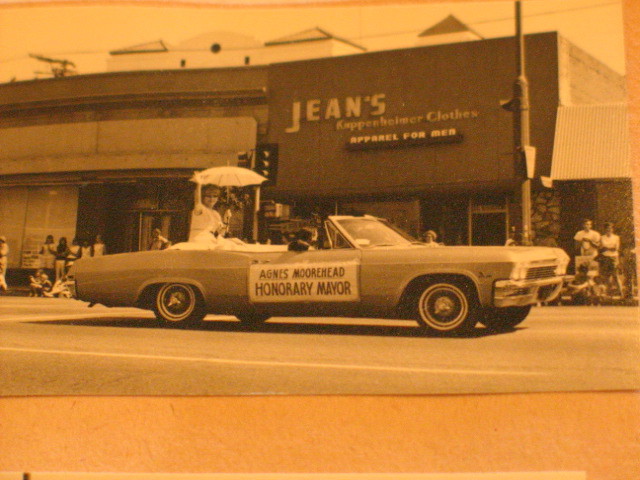 JEAN'S
Kuppenheimer Clothes
APPAREL FOR MEN
AGNES MOOREHEAD
HONORARY MAYOR